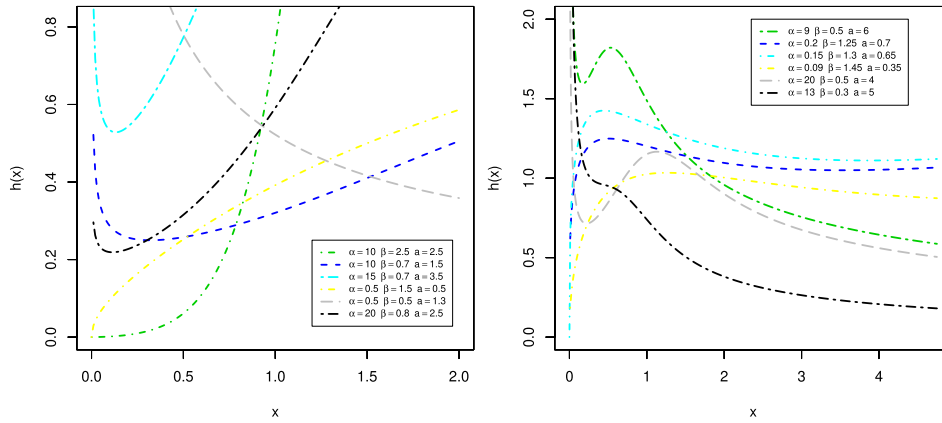 h(x)
0.8
0.6
0.4
0.2
0.0
α=10 β=2.5 a=2.5
α=10 β=0.7 a=1.5
α=15 β=0.7 a=3.5
α=0.5 β=1.5 a=0.5
α=0.5 β=0.5 a=1.3
α=20 β=0.8 a=2.5
0.0 0.5 1.0 1.5 2.0
x
h(x)
2.0
1.5
1.0
0.5
0.0
α=9 β=0.5 a=6
α=0.2 β=1.25 a=0.7
α=0.15 β=1.3 a=0.65
α=0.09 β=1.45 a=0.35
α=20 β=0.5 a=4
α=13 β=0.3 a=5
0 1 2 3 4
x